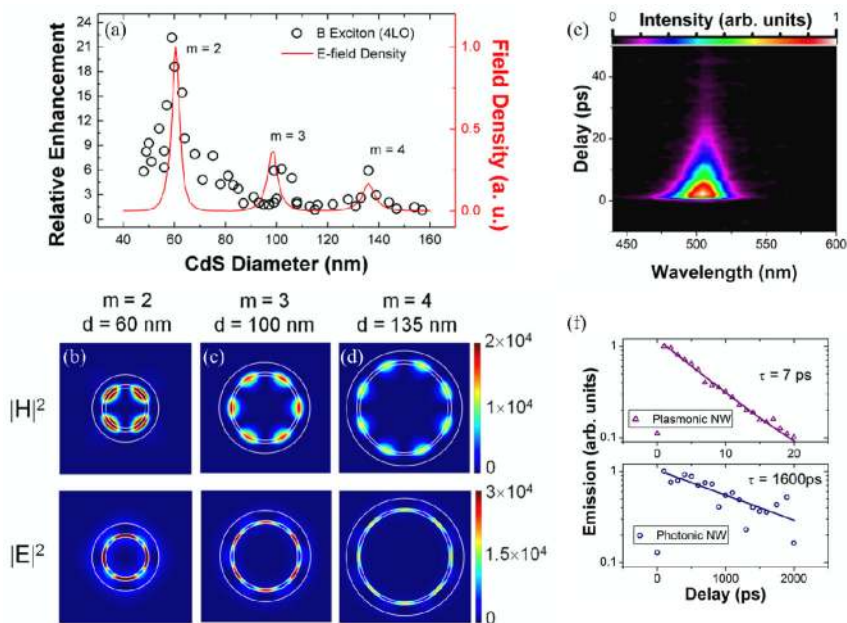 (a)
B Exciton (4LO)
E-field Density
m = 2
m = 3
m = 4
Relative Enhancement
24
21
18
15
12
9
6
3
0
40
60
80
100
120
140
160
CdS Diameter (nm)
1.0
0.5
0.0
Field Density (a. u.)
0 Intensity (arb. units) 1
(e)
Delay (ps)
40
20
0
450
500
550
600
Wavelength (nm)
m = 2
d = 60 nm
m = 3
d = 100 nm
m = 4
d = 135 nm
(b)
(c)
(d)
|H|²
2×10⁴
1×10⁴
0
|E|²
3×10⁴
1.5×10⁴
0
(f)
Emission (arb. units)
1
0.1
τ = 7 ps
Plasmonic NW
0
10
20
1
0.1
τ = 1600ps
Photonic NW
0
1000
2000
Delay (ps)